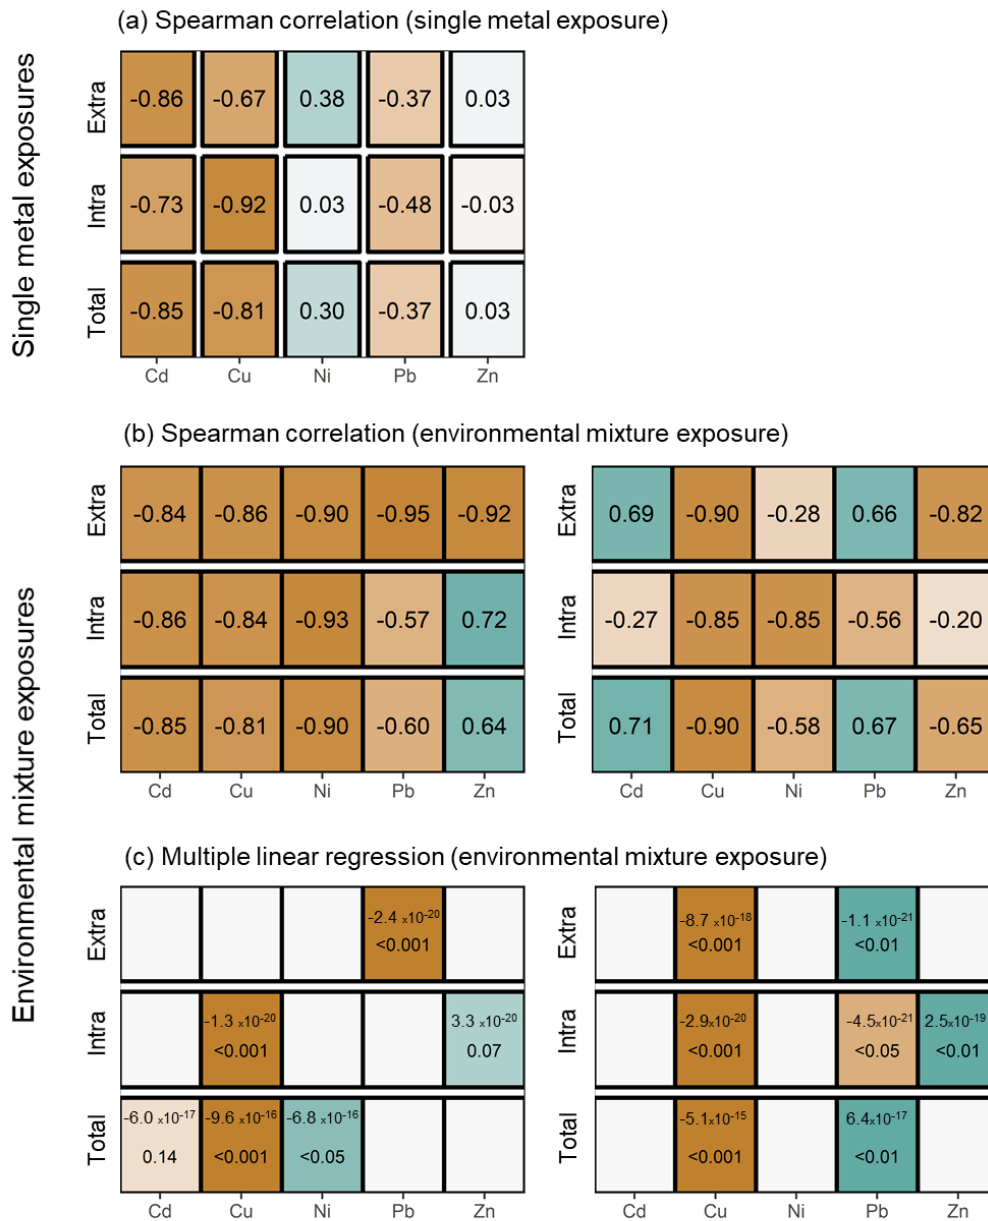 (a) Spearman correlation (single metal exposure)
Single metal exposures
Extra
-0.86 -0.67 0.38 -0.37 0.03
Intra
-0.73 -0.92 0.03 -0.48 -0.03
Total
-0.85 -0.81 0.30 -0.37 0.03
Cd Cu Ni Pb Zn
(b) Spearman correlation (environmental mixture exposure)
Environmental mixture exposures
Extra
-0.84 -0.86 -0.90 -0.95 -0.92
Intra
-0.86 -0.84 -0.93 -0.57 0.72
Total
-0.85 -0.81 -0.90 -0.60 0.64
Cd Cu Ni Pb Zn
Extra
0.69 -0.90 -0.28 0.66 -0.82
Intra
-0.27 -0.85 -0.85 -0.56 -0.20
Total
0.71 -0.90 -0.58 0.67 -0.65
Cd Cu Ni Pb Zn
(c) Multiple linear regression (environmental mixture exposure)
Extra
-2.4 x10⁻²⁰
<0.001
Intra
-1.3 x10⁻²⁰ 3.3 x10⁻²⁰
<0.001 0.07
Total
-6.0 x10⁻¹⁷ -9.6 x10⁻¹⁶ -6.8 x10⁻¹⁶
0.14 <0.001 <0.05
Cd Cu Ni Pb Zn
Extra
-8.7 x10⁻¹⁸ -1.1 x10⁻²¹
<0.001 <0.01
Intra
-2.9x10⁻²⁰ -4.5x10⁻²¹ 2.5x10⁻¹⁹
<0.001 <0.05 <0.01
Total
-5.1x10⁻¹⁵ 6.4x10⁻¹⁷
<0.001 <0.01
Cd Cu Ni Pb Zn